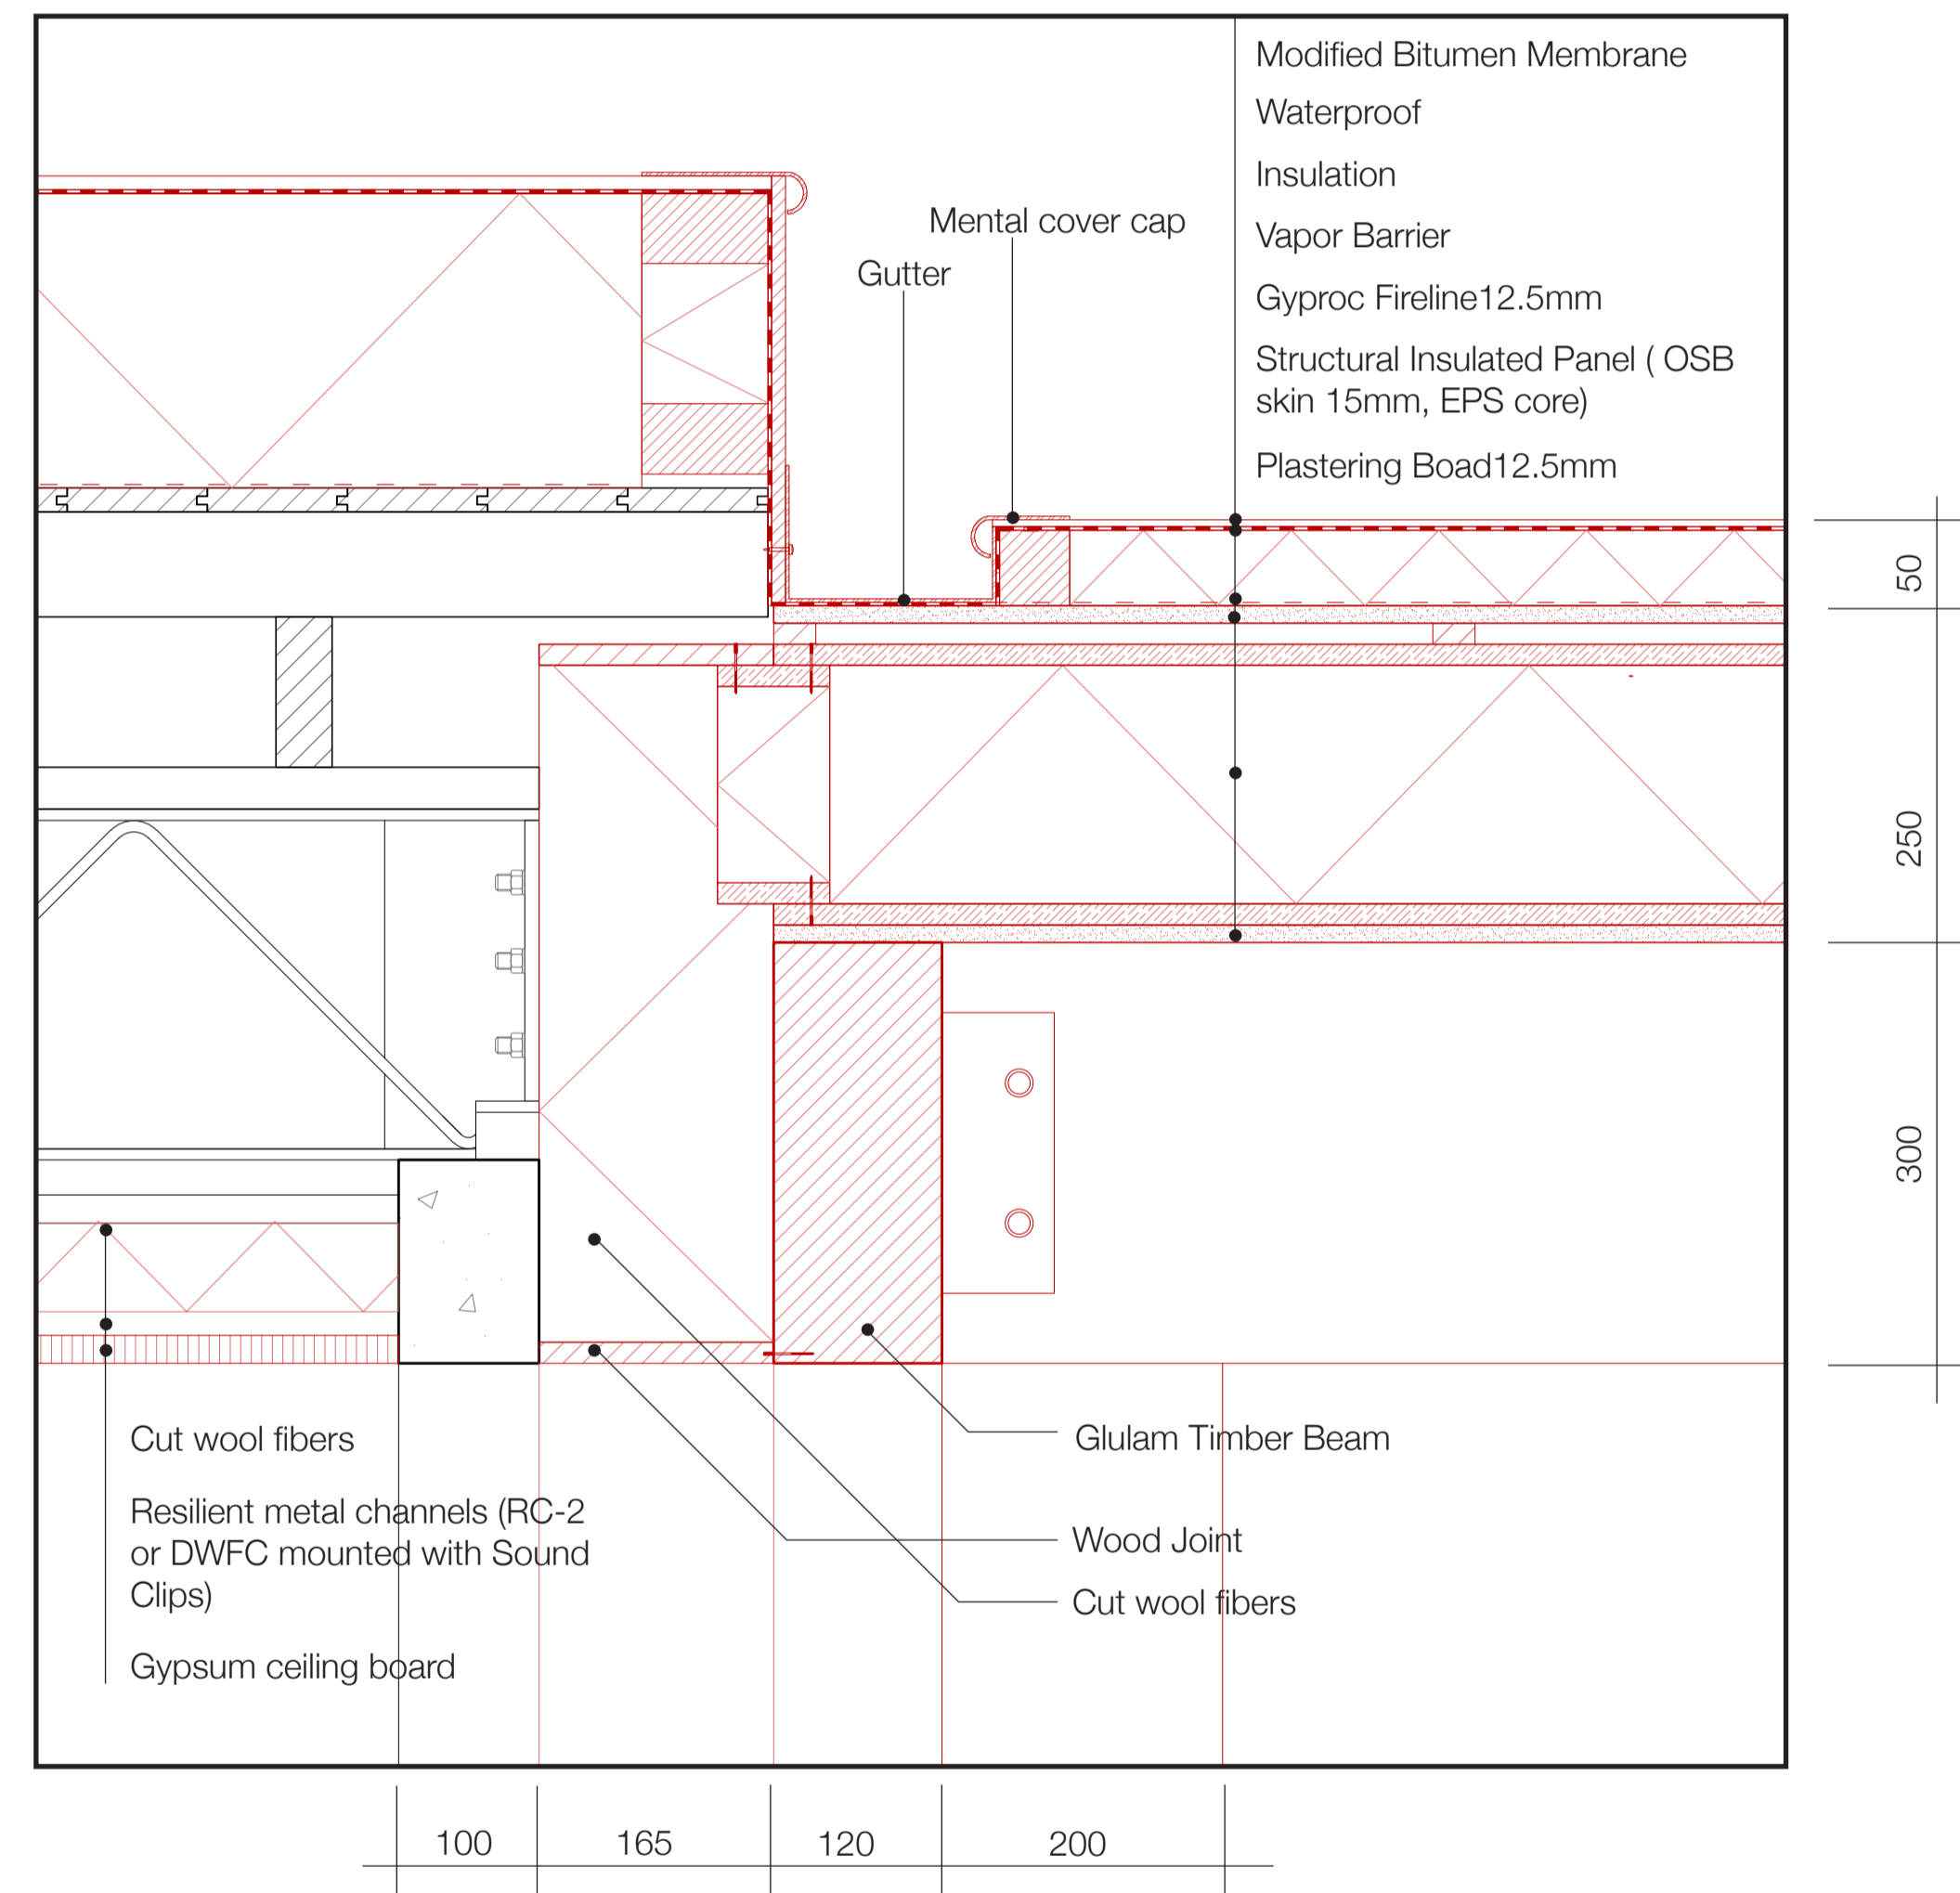 Modified Bitumen Membrane
Waterproof
Insulation
Vapor Barrier
Gyproc Fireline12.5mm
Structural Insulated Panel ( OSB
skin 15mm, EPS core)
Plastering Boad12.5mm
Mental cover cap
Gutter
50
250
300
Cut wool fibers
Resilient metal channels (RC-2
or DWFC mounted with Sound
Clips)
Gypsum ceiling board
Glulam Timber Beam
Wood Joint
Cut wool fibers
100
165
120
200